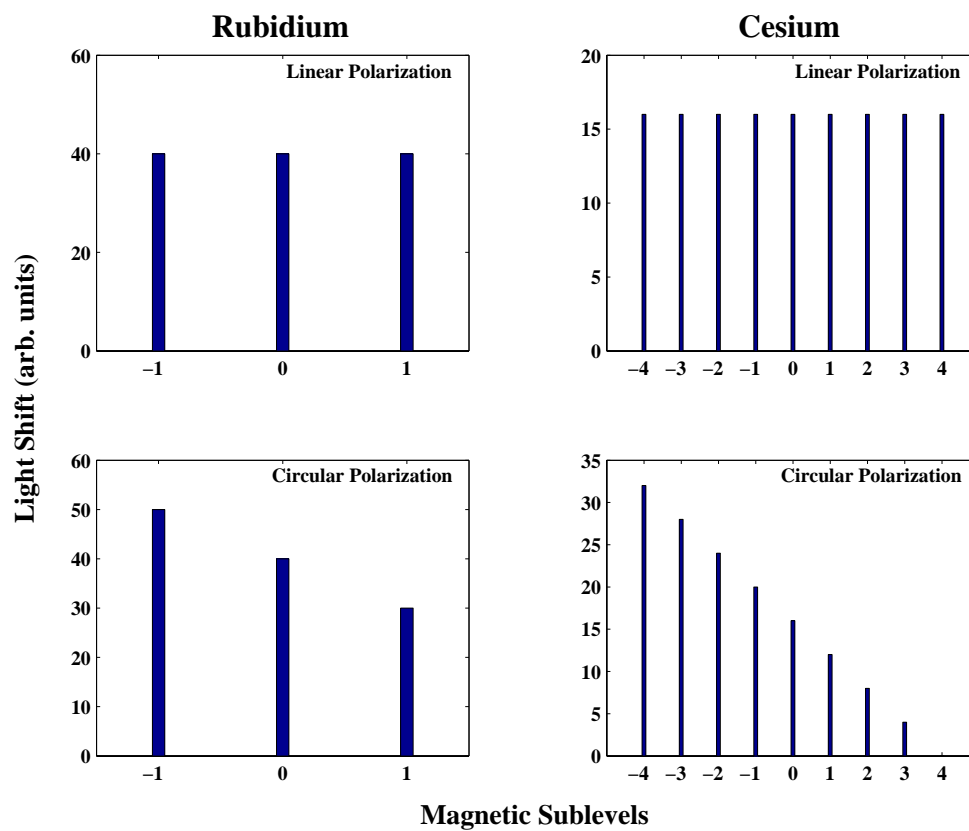 Rubidium
Cesium
Linear Polarization
60
40
20
0
−1 0 1
Linear Polarization
20
15
10
5
0
−4 −3 −2 −1 0 1 2 3 4
Light Shift (arb. units)
Circular Polarization
60
50
40
30
20
10
0
−1 0 1
Circular Polarization
35
30
25
20
15
10
5
0
−4 −3 −2 −1 0 1 2 3 4
Magnetic Sublevels